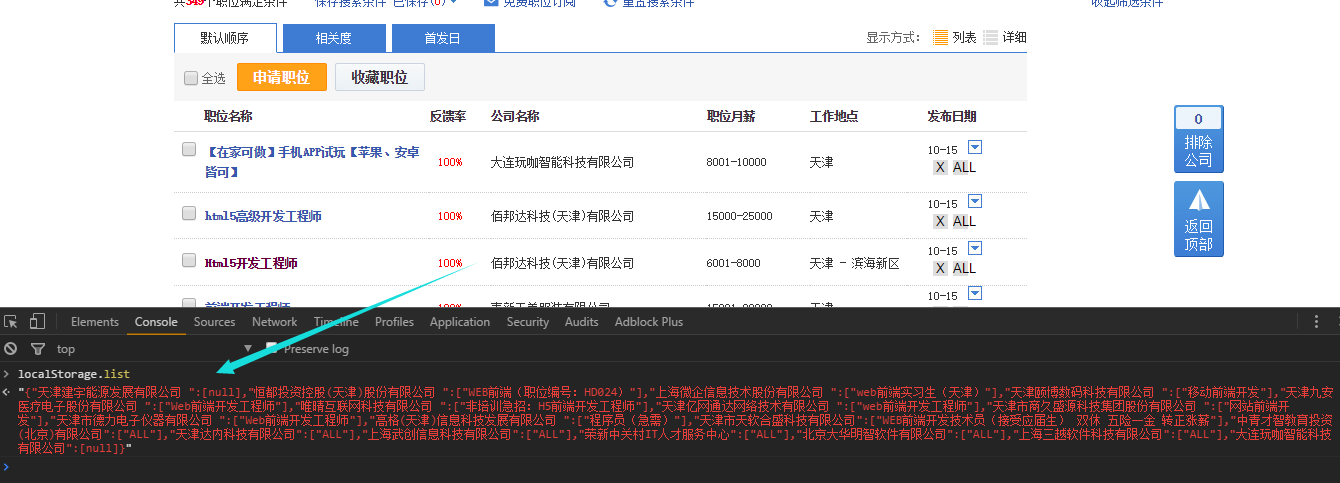 共349个职位满足条件 保存搜索条件 已保存(0) 免费职位订阅 重置搜索条件 收起筛选条件
默认顺序 相关度 首发日 显示方式： 列表 详细
全选 申请职位 收藏职位
职位名称 反馈率 公司名称 职位月薪 工作地点 发布日期
0
排除
公司
【在家可做】手机APP试玩【苹果、安卓
皆可】 100% 大连玩咖智能科技有限公司 8001-10000 天津 10-15
X ALL
html5高级开发工程师 100% 佰邦达科技(天津)有限公司 15000-25000 天津 10-15
X ALL
返回
顶部
Html5开发工程师 100% 佰邦达科技(天津)有限公司 6001-8000 天津 - 滨海新区 10-15
X ALL
前端开发工程师 100% 天津 10-15
Elements Console Sources Network Timeline Profiles Application Security Audits Adblock Plus
top Preserve log
localStorage.list
"{"天津建宇能源发展有限公司 ":[null],"恒都投资控股(天津)股份有限公司 ":["WEB前端（职位编号：HD024）"],"上海微企信息技术股份有限公司 ":["web前端实习生（天津）"],"天津颐博数码科技有限公司 ":["移动前端开发"],"天津九安
医疗电子股份有限公司 ":["Web前端开发工程师"],"唯晴互联网科技有限公司 ":["非培训急招：H5前端开发工程师"],"天津亿网通达网络技术有限公司 ":["web前端开发工程师"],"天津市商久盛源科技集团股份有限公司 ":["网站前端开
发"],"天津市德力电子仪器有限公司 ":["Web前端开发工程师"],"高格(天津)信息科技发展有限公司 ":["程序员（急需）"],"天津市天软合盛科技有限公司":["WEB前端开发技术员（接受应届生） 双休 五险一金 转正涨薪"],"中青才智教育投资
(北京)有限公司":["ALL"],"天津达内科技有限公司":["ALL"],"上海武创信息科技有限公司":["ALL"],"荣新中关村IT人才服务中心":["ALL"],"北京大华明智软件有限公司":["ALL"],"上海三越软件科技有限公司":["ALL"],"大连玩咖智能科技
有限公司":[null]}"